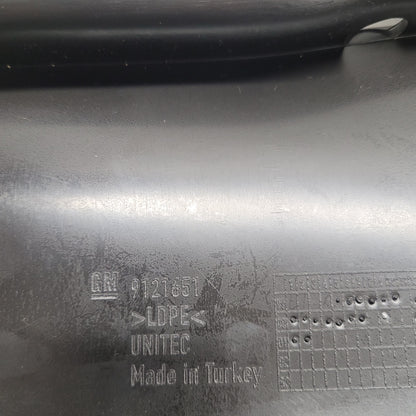 GM 9121651
>LDPE<
UNITEC
Made in Turkey